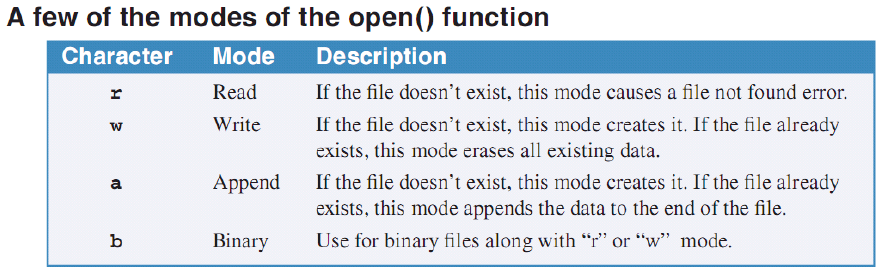 A few of the modes of the open() function
Character Mode Description
r Read If the file doesn’t exist, this mode causes a file not found error.
w Write If the file doesn’t exist, this mode creates it. If the file already
exists, this mode erases all existing data.
a Append If the file doesn’t exist, this mode creates it. If the file already
exists, this mode appends the data to the end of the file.
b Binary Use for binary files along with “r” or “w” mode.